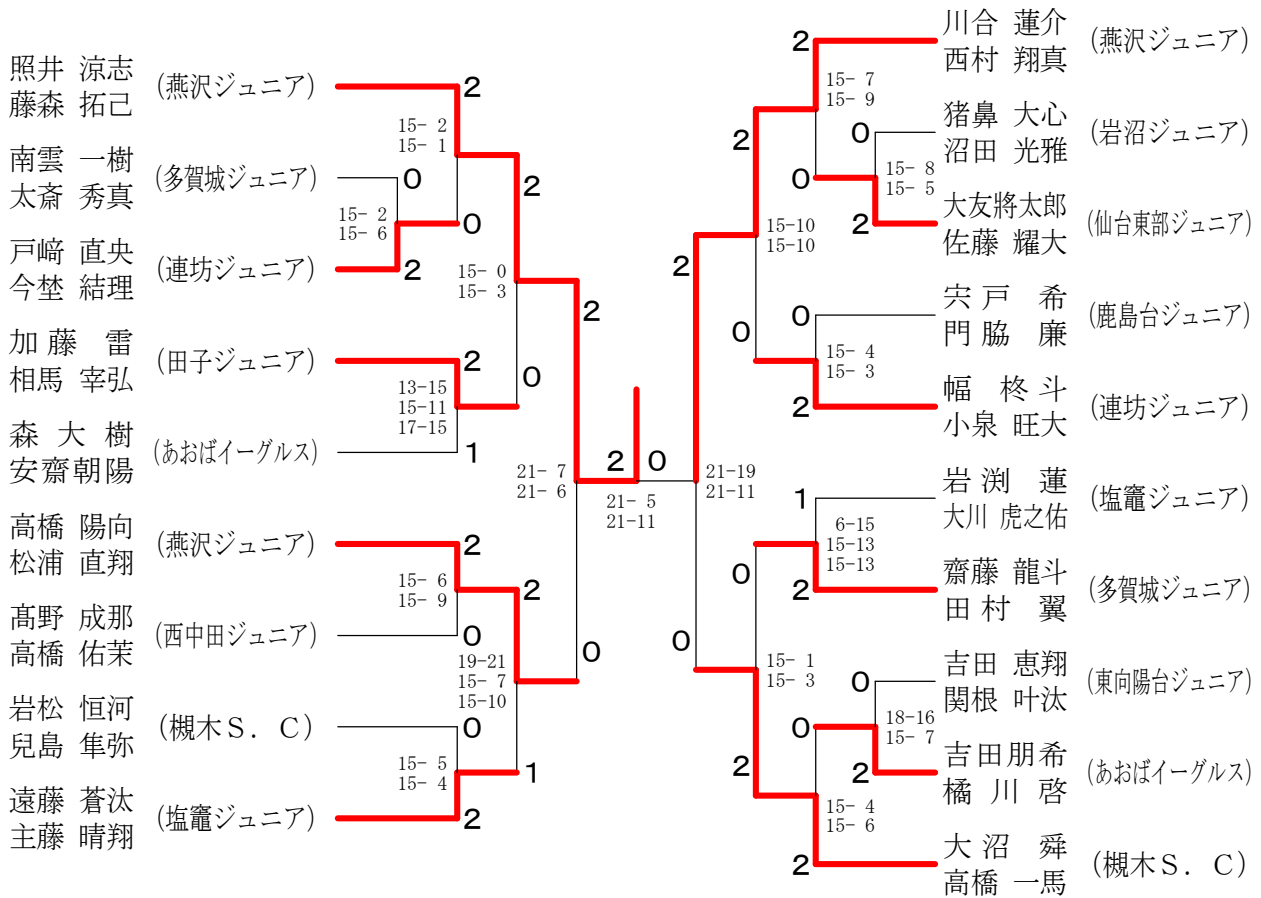 照井 涼志
藤森 拓己
(燕沢ジュニア)
2
15- 2
15- 1
南雲 一樹
太斎 秀真
(多賀城ジュニア)
0
2
15- 2
15- 6
0
戸﨑 直央
今埜 結理
(連坊ジュニア)
2
15- 0
15- 3
2
加藤 雷
相馬 宰弘
(田子ジュニア)
2
0
13-15
15-11
17-15
森大樹
安齋朝陽
(あおばイーグルス)
1
21- 7
21- 6
2
0
21- 5
21-11
高橋 陽向
松浦 直翔
(燕沢ジュニア)
2
15- 6
15- 9
2
髙野 成那
高橋 佑茉
(西中田ジュニア)
0
0
19-21
15- 7
15-10
岩松 恒河
兒島 隼弥
(槻木S.C)
0
15- 5
15- 4
1
遠藤 蒼汰
主藤 晴翔
(塩竈ジュニア)
2
川合 蓮介
西村 翔真
(燕沢ジュニア)
2
15- 7
15- 9
猪鼻 大心
沼田 光雅
(岩沼ジュニア)
0
2
15- 8
15- 5
0
大友將太郎
佐藤 耀大
(仙台東部ジュニア)
2
15-10
15-10
2
宍戸 希
門脇 廉
(鹿島台ジュニア)
0
0
15- 4
15- 3
幅 柊斗
小泉 旺大
(連坊ジュニア)
2
21-19
21-11
岩渕 蓮
大川 虎之佑
(塩竈ジュニア)
1
6-15
15-13
15-13
0
齋藤 龍斗
田村 翼
(多賀城ジュニア)
2
0
15- 1
15- 3
吉田 恵翔
関根 叶汰
(東向陽台ジュニア)
0
18-16
15- 7
0
吉田朋希
橘川啓
(あおばイーグルス)
2
2
15- 4
15- 6
大沼 舜
高橋 一馬
(槻木S.C)
2